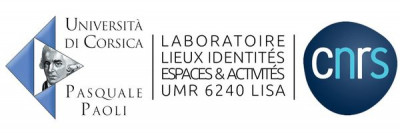 UNIVERSITÀ
DI CORSICA
PASQUALE
PAOLI
LABORATOIRE
LIEUX IDENTITÉS
ESPACES & ACTIVITÉS
UMR 6240 LISA
cnrs